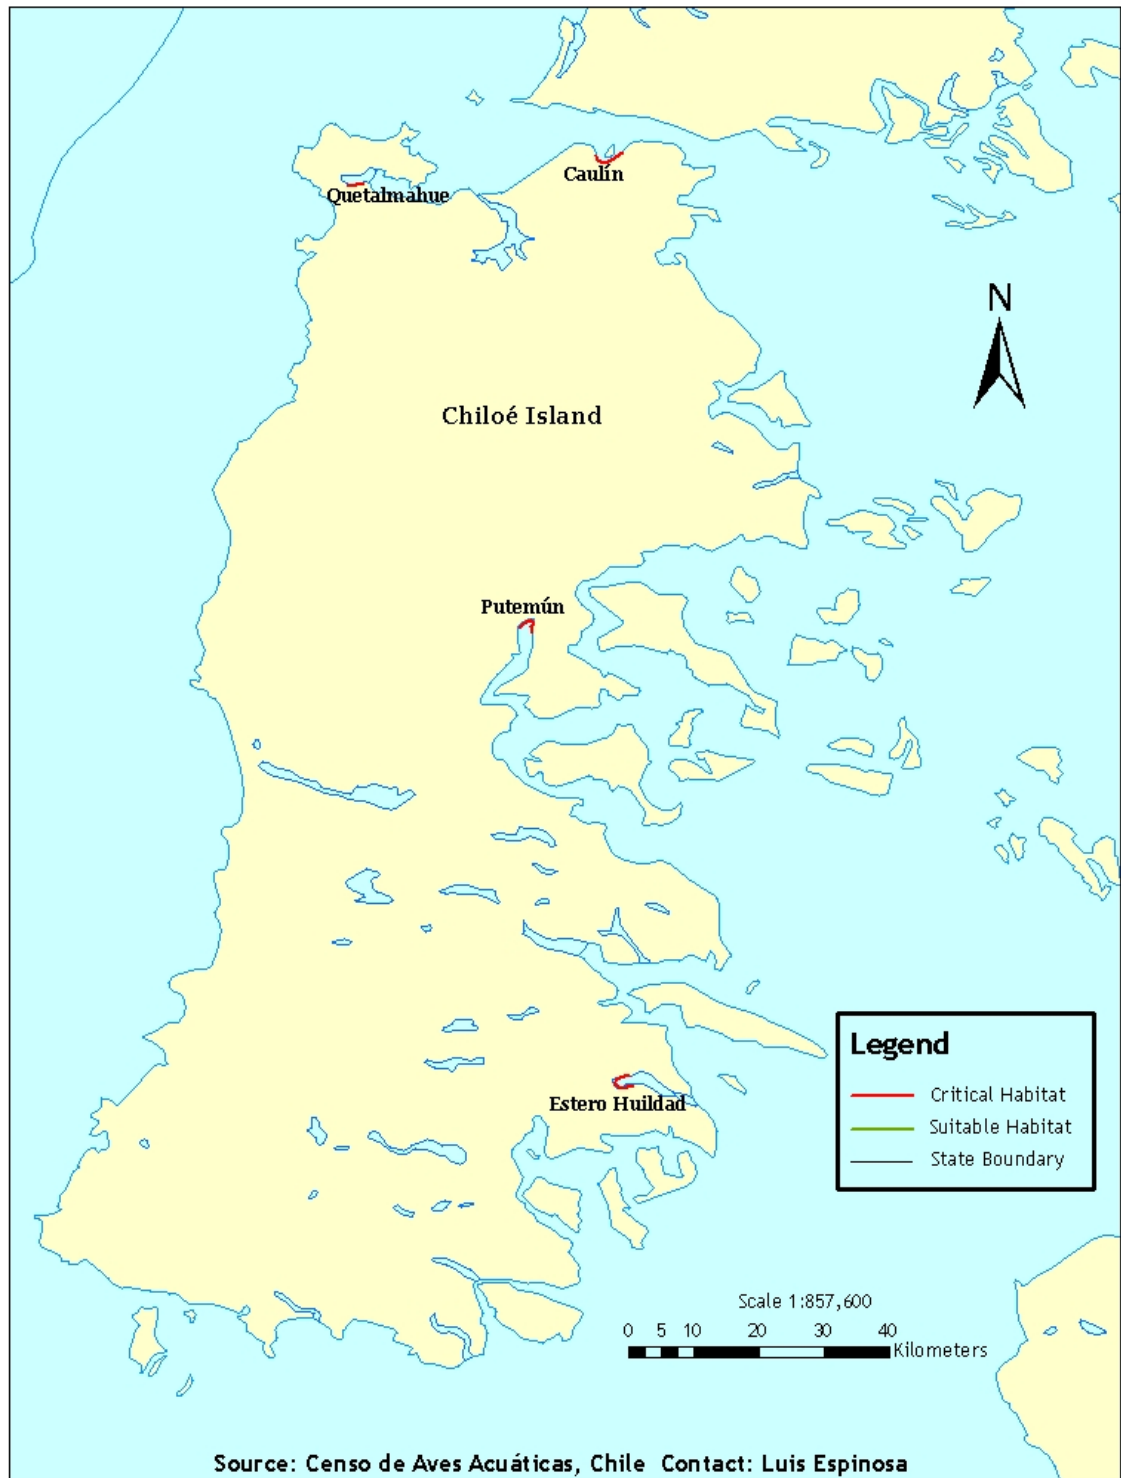 Caulín
Quetalmahue
N
Chiloé Island
Putemún
Legend
Critical Habitat
Suitable Habitat
State Boundary
Estero Huildad
Scale 1:857,600
0 5 10 20 30 40
Kilometers
Source: Censo de Aves Acuáticas, Chile Contact: Luis Espinosa